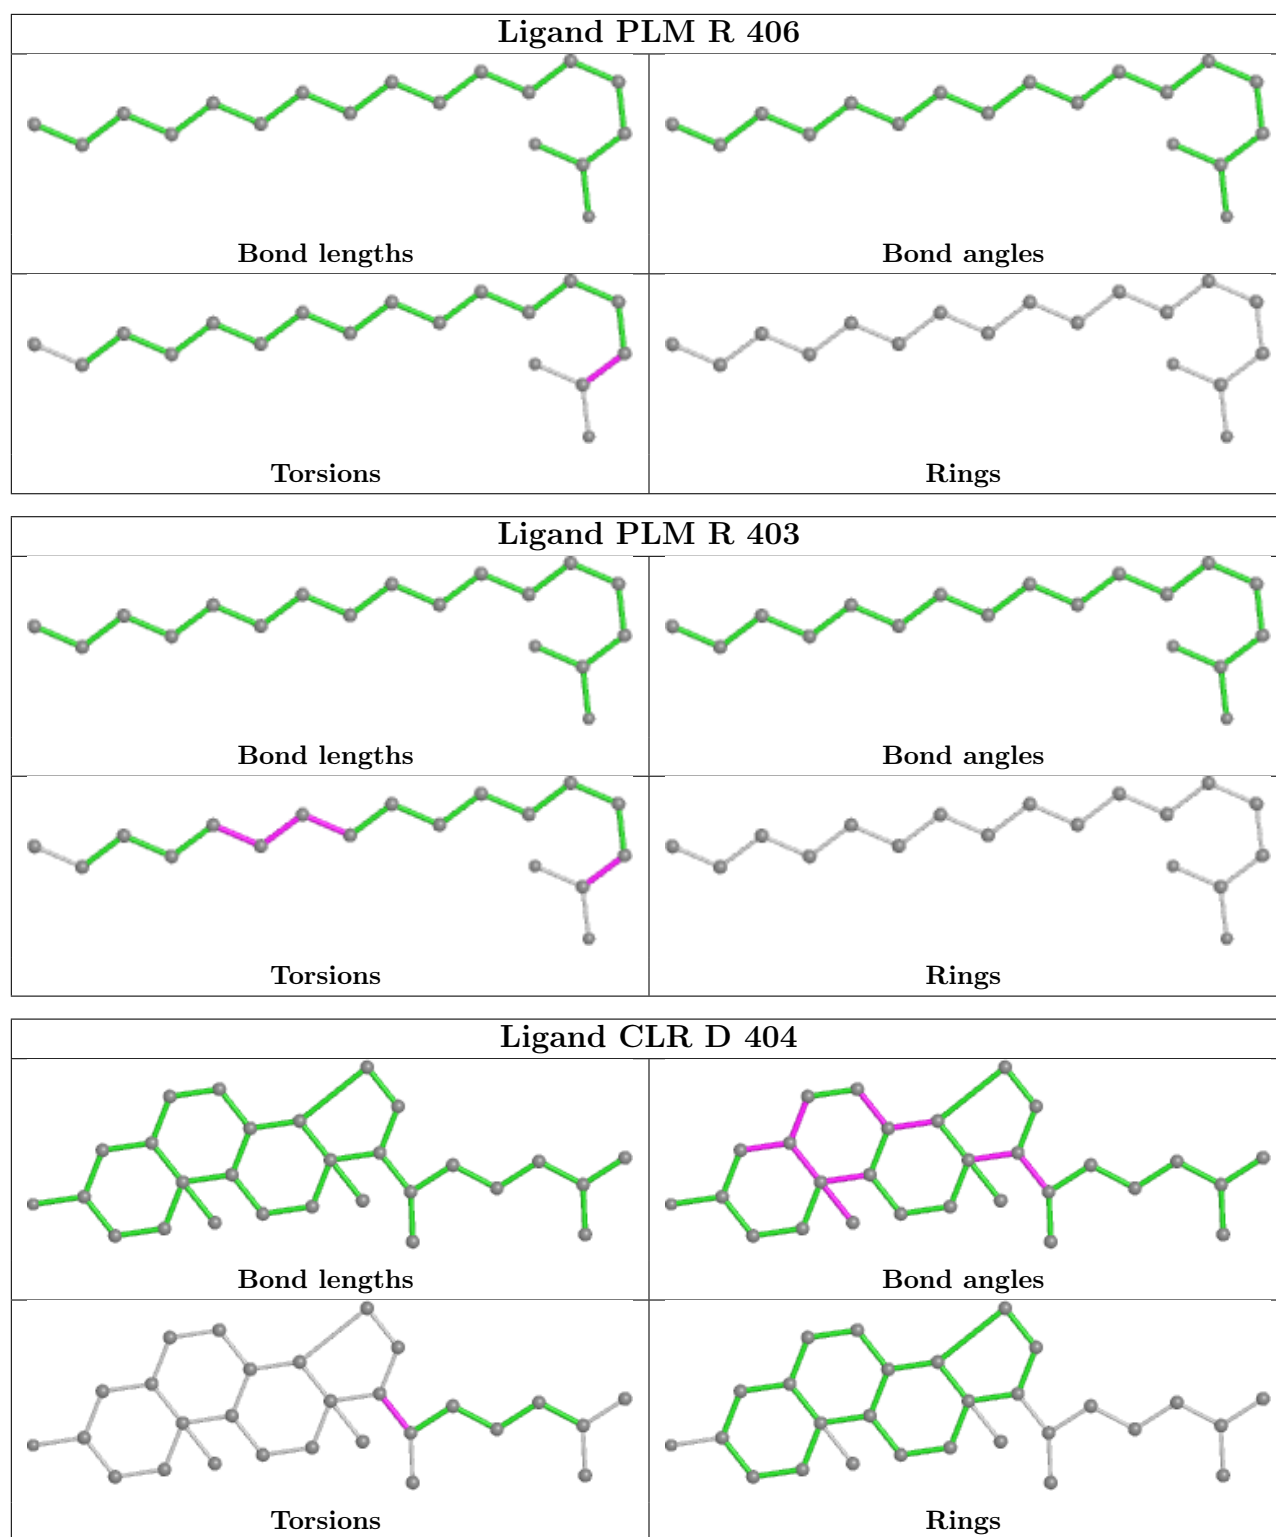 Ligand PLM R 406
Bond lengths
Bond angles
Torsions
Rings
Ligand PLM R 403
Bond lengths
Bond angles
Torsions
Rings
Ligand CLR D 404
Bond lengths
Bond angles
Torsions
Rings